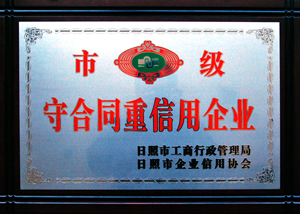 市级
守合同重信用企业
日照市工商行政管理局
日照市企业信用协会